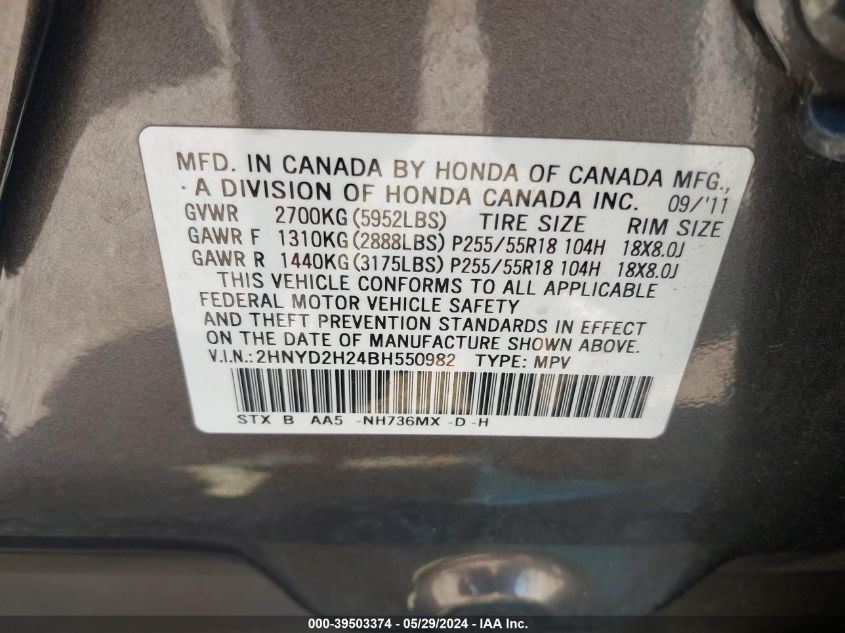 MFD. IN CANADA BY HONDA OF CANADA MFG.,
A DIVISION OF HONDA CANADA INC. 09/'11
GVWR 2700KG(5952LBS) TIRE SIZE RIM SIZE
GAWR F 1310KG(2888LBS) P255/55R18 104H 18X8.0J
GAWR R 1440KG(3175LBS) P255/55R18 104H 18X8.0J
THIS VEHICLE CONFORMS TO ALL APPLICABLE
FEDERAL MOTOR VEHICLE SAFETY
AND THEFT PREVENTION STANDARDS IN EFFECT
ON THE DATE OF MANUFACTURE SHOWN ABOVE.
V.I.N.: 2HNYD2H24BH550982 TYPE: MPV
STX B AA5 -NH736MX -D -H
000-39503374 - 05/29/2024 - IAA Inc.